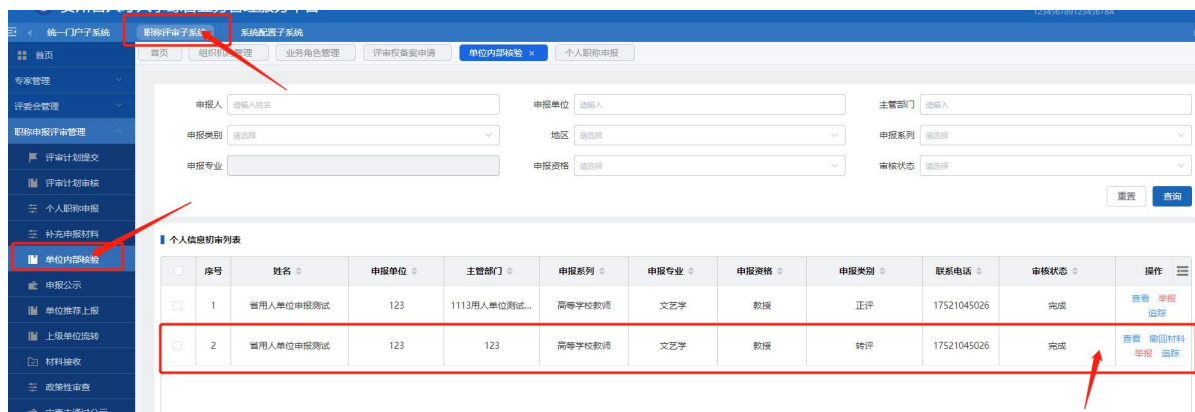 12345678912345678A
统一门户子系统 职称评审子系统 系统配置子系统
首页 首页 业务角色管理 评审权备案申请 单位内部核验 × 个人职称申报
专家管理
评委会管理
申报人 请输入姓名 申报单位 请输入 主管部门 请输入
职称申报评审管理
申报类别 请选择 地区 请选择 申报系列 请选择
评审计划提交
申报专业 申报资格 请选择 审核状态 请选择
评审计划审核
重置 查询
个人职称申报
补充申报材料
个人信息初审列表
单位内部核验
序号 姓名 申报单位 主管部门 申报系列 申报专业 申报资格 申报类别 联系电话 审核状态 操作
申报公示
1 省用人单位申报测试 123 1113用人单位测试... 高等学校教师 文艺学 教授 正评 17521045026 完成 查看 举报
追踪
单位推荐上报
上级单位流转
2 省用人单位申报测试 123 123 高等学校教师 文艺学 教授 转评 17521045026 完成 查看 撤回材料
举报 追踪
材料接收
政策性审查